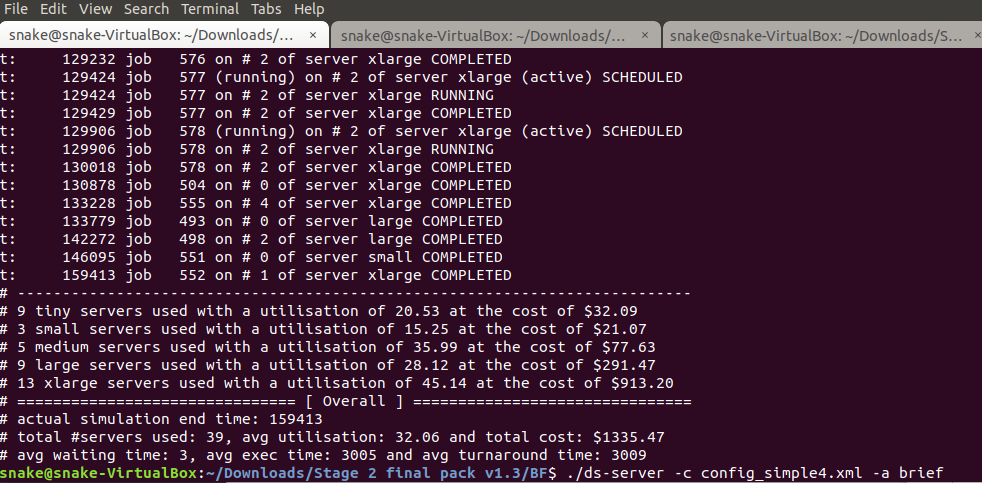 File Edit View Search Terminal Tabs Help
snake@snake-VirtualBox: ~/Downloads/... × snake@snake-VirtualBox: ~/Downloads/... × snake@snake-VirtualBox: ~/Downloads/S... ×
t: 129232 job 576 on # 2 of server xlarge COMPLETED
t: 129424 job 577 (running) on # 2 of server xlarge (active) SCHEDULED
t: 129424 job 577 on # 2 of server xlarge RUNNING
t: 129429 job 577 on # 2 of server xlarge COMPLETED
t: 129906 job 578 (running) on # 2 of server xlarge (active) SCHEDULED
t: 129906 job 578 on # 2 of server xlarge RUNNING
t: 130018 job 578 on # 2 of server xlarge COMPLETED
t: 130878 job 504 on # 0 of server xlarge COMPLETED
t: 133228 job 555 on # 4 of server xlarge COMPLETED
t: 133779 job 493 on # 0 of server large COMPLETED
t: 142272 job 498 on # 2 of server large COMPLETED
t: 146095 job 551 on # 0 of server small COMPLETED
t: 159413 job 552 on # 1 of server xlarge COMPLETED
# ---------------------------------------------------------------------------
# 9 tiny servers used with a utilisation of 20.53 at the cost of $32.09
# 3 small servers used with a utilisation of 15.25 at the cost of $21.07
# 5 medium servers used with a utilisation of 35.99 at the cost of $77.63
# 9 large servers used with a utilisation of 28.12 at the cost of $291.47
# 13 xlarge servers used with a utilisation of 45.14 at the cost of $913.20
# =============================== [ Overall ] ===============================
# actual simulation end time: 159413
# total #servers used: 39, avg utilisation: 32.06 and total cost: $1335.47
# avg waiting time: 3, avg exec time: 3005 and avg turnaround time: 3009
snake@snake-VirtualBox:~/Downloads/Stage 2 final pack v1.3/BF$ ./ds-server -c config_simple4.xml -a brief